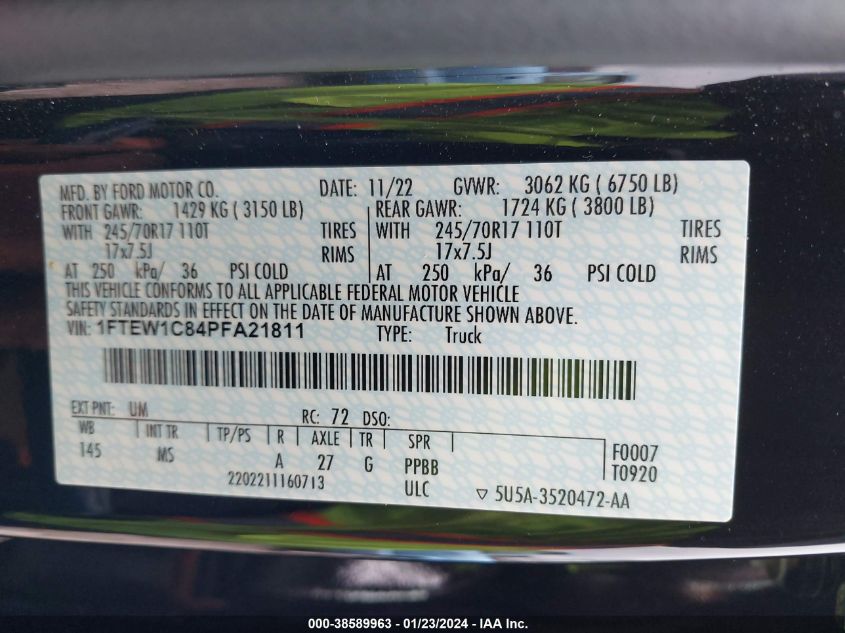 MFD. BY FORD MOTOR CO. DATE: 11/22 GVWR: 3062 KG ( 6750 LB)
FRONT GAWR: 1429 KG ( 3150 LB) REAR GAWR: 1724 KG ( 3800 LB)
WITH 245/70R17 110T TIRES WITH 245/70R17 110T TIRES
17x7.5J RIMS 17x7.5J RIMS
AT 250 kPa/ 36 PSI COLD AT 250 kPa/ 36 PSI COLD
THIS VEHICLE CONFORMS TO ALL APPLICABLE FEDERAL MOTOR VEHICLE
SAFETY STANDARDS IN EFFECT ON THE DATE OF MANUFACTURE SHOWN ABOVE.
VIN: 1FTEW1C84PFA21811 TYPE: Truck
EXT PNT: UM RC: 72 DSO:
WB INT TR TP/PS R AXLE TR SPR F0007
145 MS A 27 G PPBB T0920
2202211160713 ULC 5U5A-3520472-AA
000-38589963 - 01/23/2024 - IAA Inc.